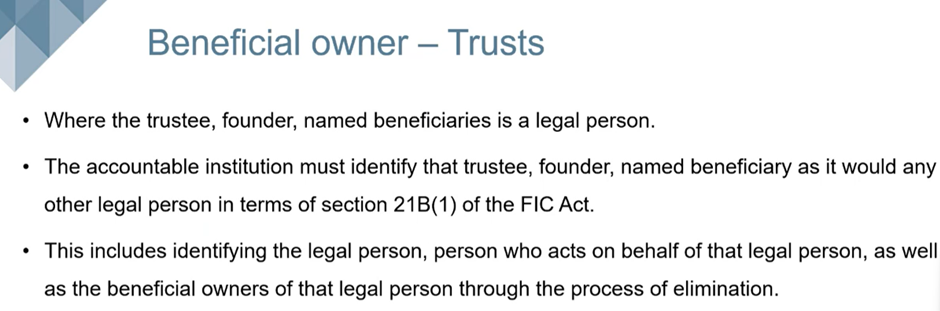 Beneficial owner – Trusts
• Where the trustee, founder, named beneficiaries is a legal person.
• The accountable institution must identify that trustee, founder, named beneficiary as it would any
other legal person in terms of section 21B(1) of the FIC Act.
• This includes identifying the legal person, person who acts on behalf of that legal person, as well
as the beneficial owners of that legal person through the process of elimination.